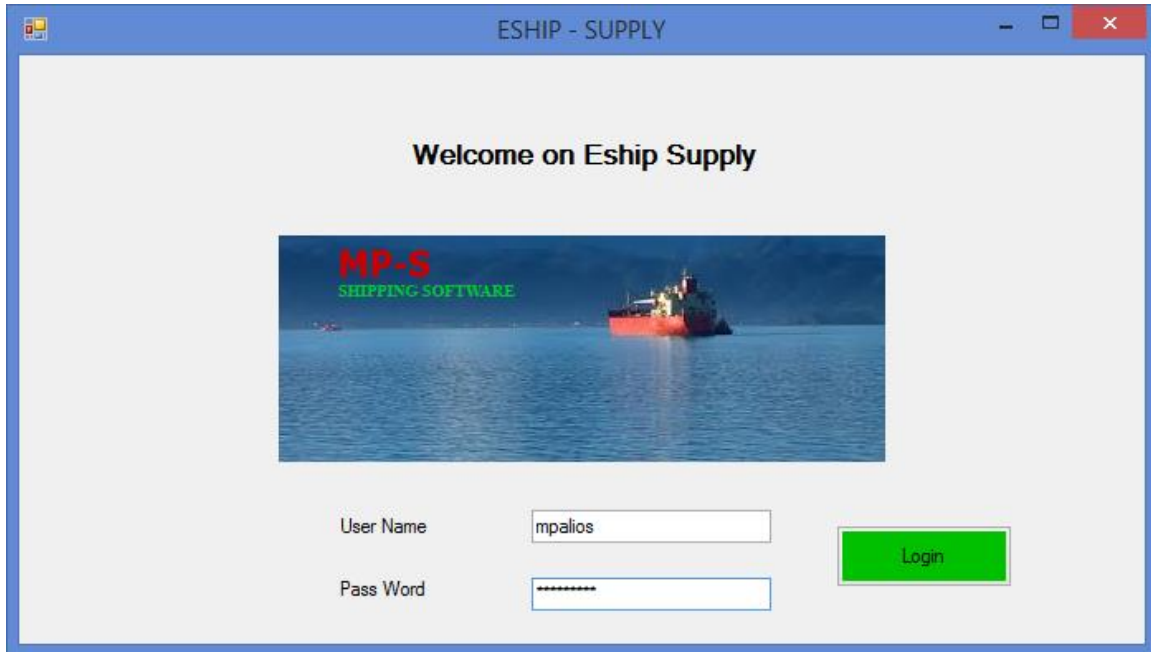 ESHIP - SUPPLY
Welcome on Eship Supply
MP-S
SHIPPING SOFTWARE
User Name
mpalios
Login
Pass Word
*********